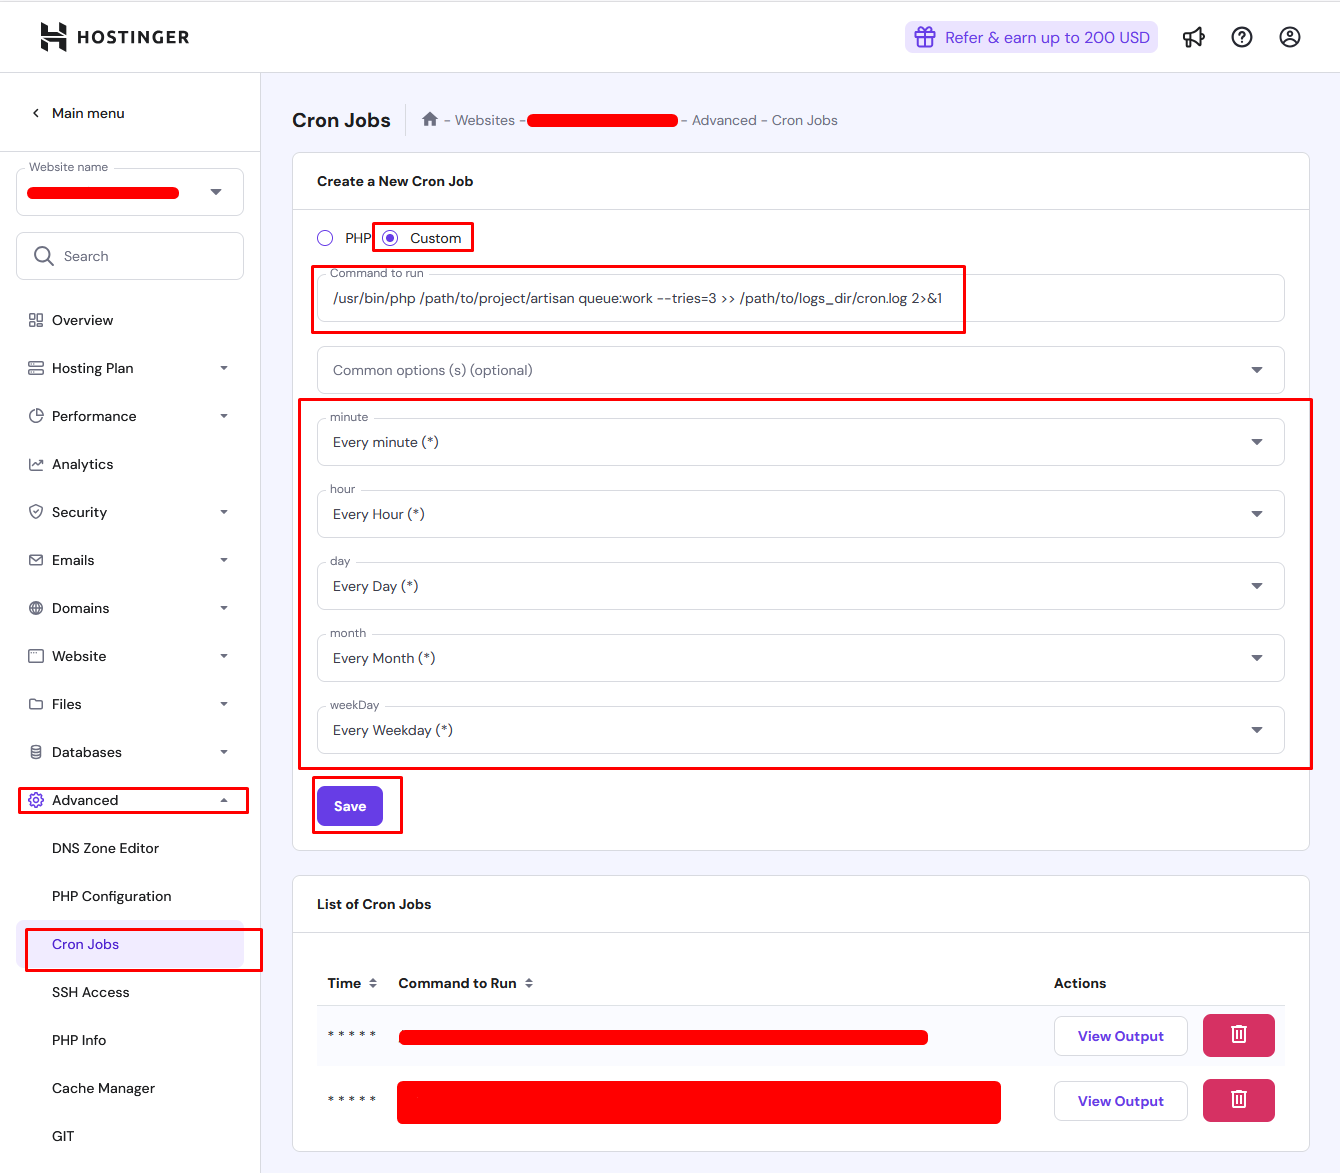 HOSTINGER
Refer & earn up to 200 USD
Main menu
Website name
Search
Overview
Hosting Plan
Performance
Analytics
Security
Emails
Domains
Website
Files
Databases
Advanced
DNS Zone Editor
PHP Configuration
Cron Jobs
SSH Access
PHP Info
Cache Manager
GIT
Cron Jobs
- Websites - - Advanced - Cron Jobs
Create a New Cron Job
PHP Custom
Command to run
/usr/bin/php /path/to/project/artisan queue:work --tries=3 >> /path/to/logs_dir/cron.log 2>&1
Common options (s) (optional)
minute
Every minute (*)
hour
Every Hour (*)
day
Every Day (*)
month
Every Month (*)
weekDay
Every Weekday (*)
Save
List of Cron Jobs
Time Command to Run Actions
* * * * * View Output
* * * * * View Output